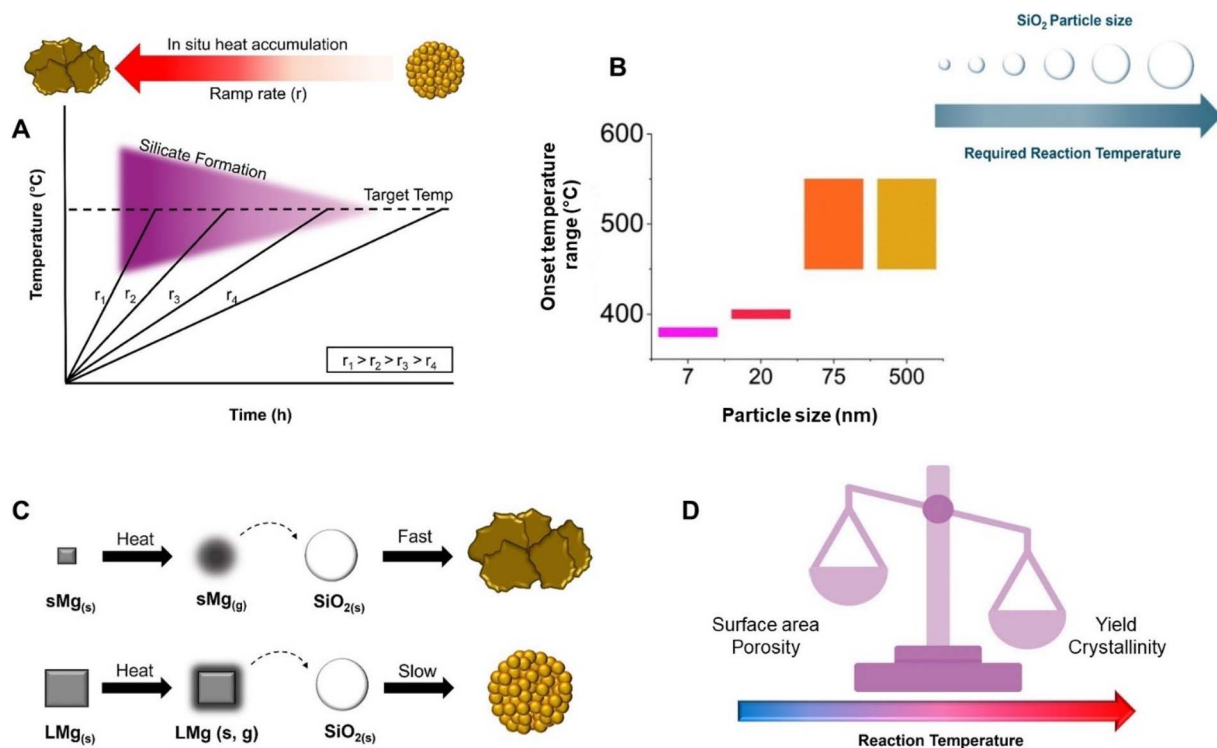 In situ heat accumulation
Ramp rate (r)
A
Temperature (°C)
Silicate Formation
Target Temp
r₁
r₂
r₃
r₄
r₁ > r₂ > r₃ > r₄
Time (h)
B
SiO₂ Particle size
Required Reaction Temperature
Onset temperature
range (°C)
600
500
400
7
20
75
500
Particle size (nm)
C
Heat
Fast
sMg(s)
sMg(g)
SiO₂(s)
Heat
Slow
LMg(s)
LMg (s, g)
SiO₂(s)
D
Surface area
Porosity
Yield
Crystallinity
Reaction Temperature